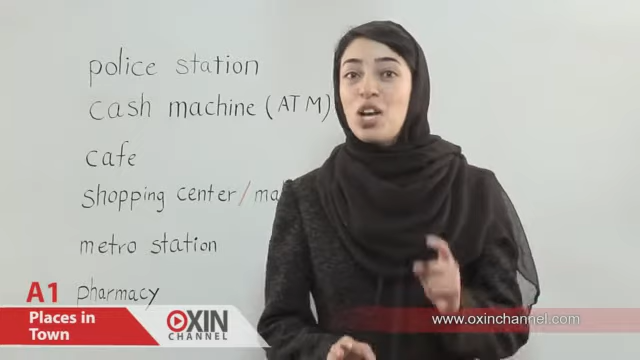 police station
cash machine (ATM)
cafe
shopping center/
metro station
pharmacy
A1
Places in
Town
OXIN
CHANNEL
www.oxinchannel.com